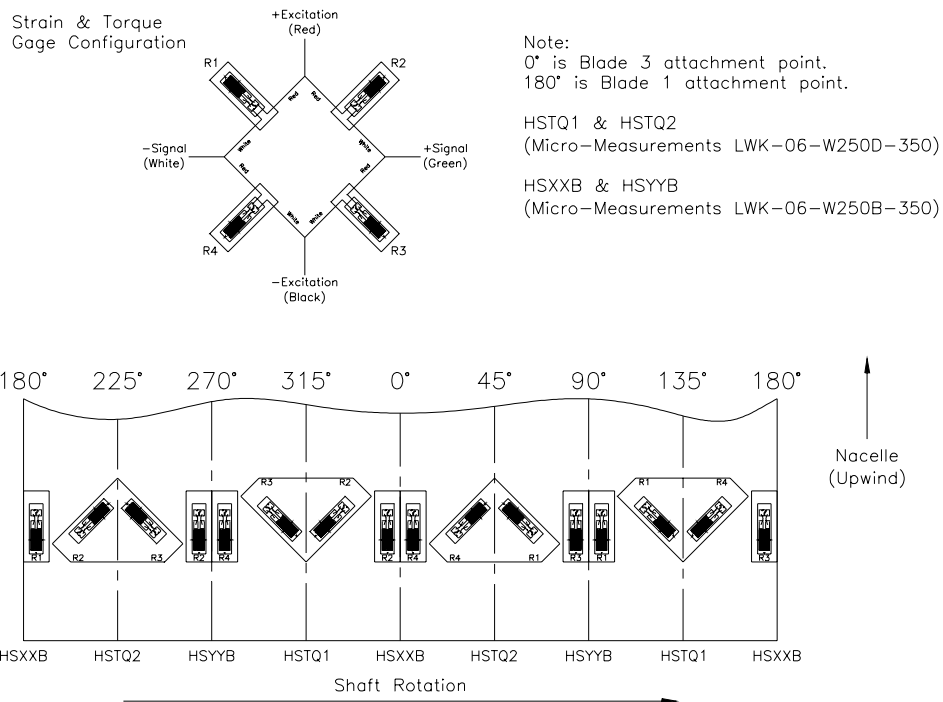 Strain & Torque
Gage Configuration
+Excitation
(Red)
R1
R2
Red
Red
White
White
-Signal
(White)
+Signal
(Green)
Red
Red
White
White
R4
R3
-Excitation
(Black)
Note:
0° is Blade 3 attachment point.
180° is Blade 1 attachment point.
HSTQ1 & HSTQ2
(Micro-Measurements LWK-06-W250D-350)
HSXXB & HSYYB
(Micro-Measurements LWK-06-W250B-350)
180° 225° 270° 315° 0° 45° 90° 135° 180°
Nacelle
(Upwind)
R3 R2 R1 R4
R1 R2 R3 R2 R4 R2 R4 R4 R1 R3 R1 R3
HSXXB HSTQ2 HSYYB HSTQ1 HSXXB HSTQ2 HSYYB HSTQ1 HSXXB
Shaft Rotation